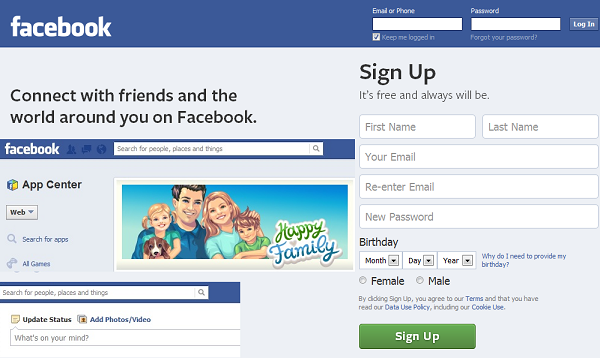 facebook
Email or Phone
Password
Log In
Keep me logged in
Forgot your password?
Connect with friends and the
world around you on Facebook.
facebook
Search for people, places and things
App Center
Web
Search for apps
All Games
Happy
Family
Search for people, places and things
Update Status
Add Photos/Video
What's on your mind?
Sign Up
It's free and always will be.
First Name
Last Name
Your Email
Re-enter Email
New Password
Birthday
Month Day Year
Why do I need to provide my
birthday?
Female Male
By clicking Sign Up, you agree to our Terms and that you have
read our Data Use Policy, including our Cookie Use.
Sign Up